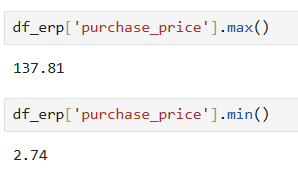 df_erp['purchase_price'].max()
137.81
df_erp['purchase_price'].min()
2.74